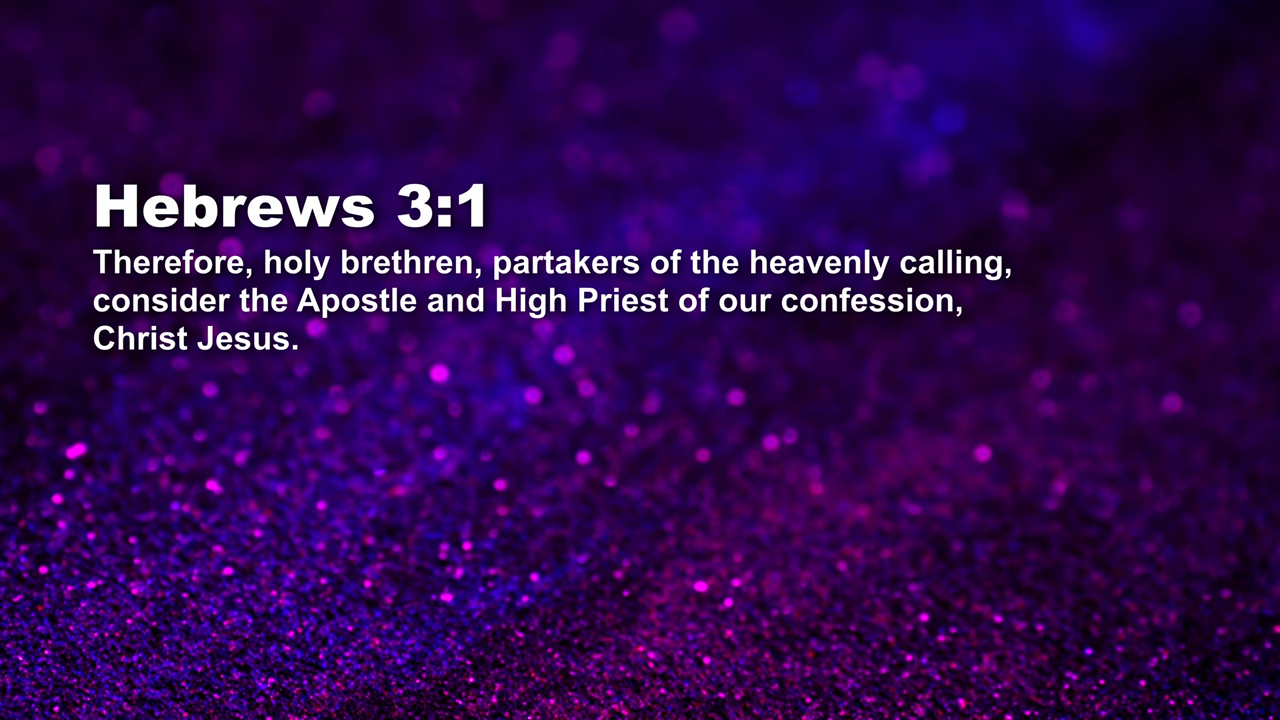 Hebrews 3:1
Therefore, holy brethren, partakers of the heavenly calling,
consider the Apostle and High Priest of our confession,
Christ Jesus.